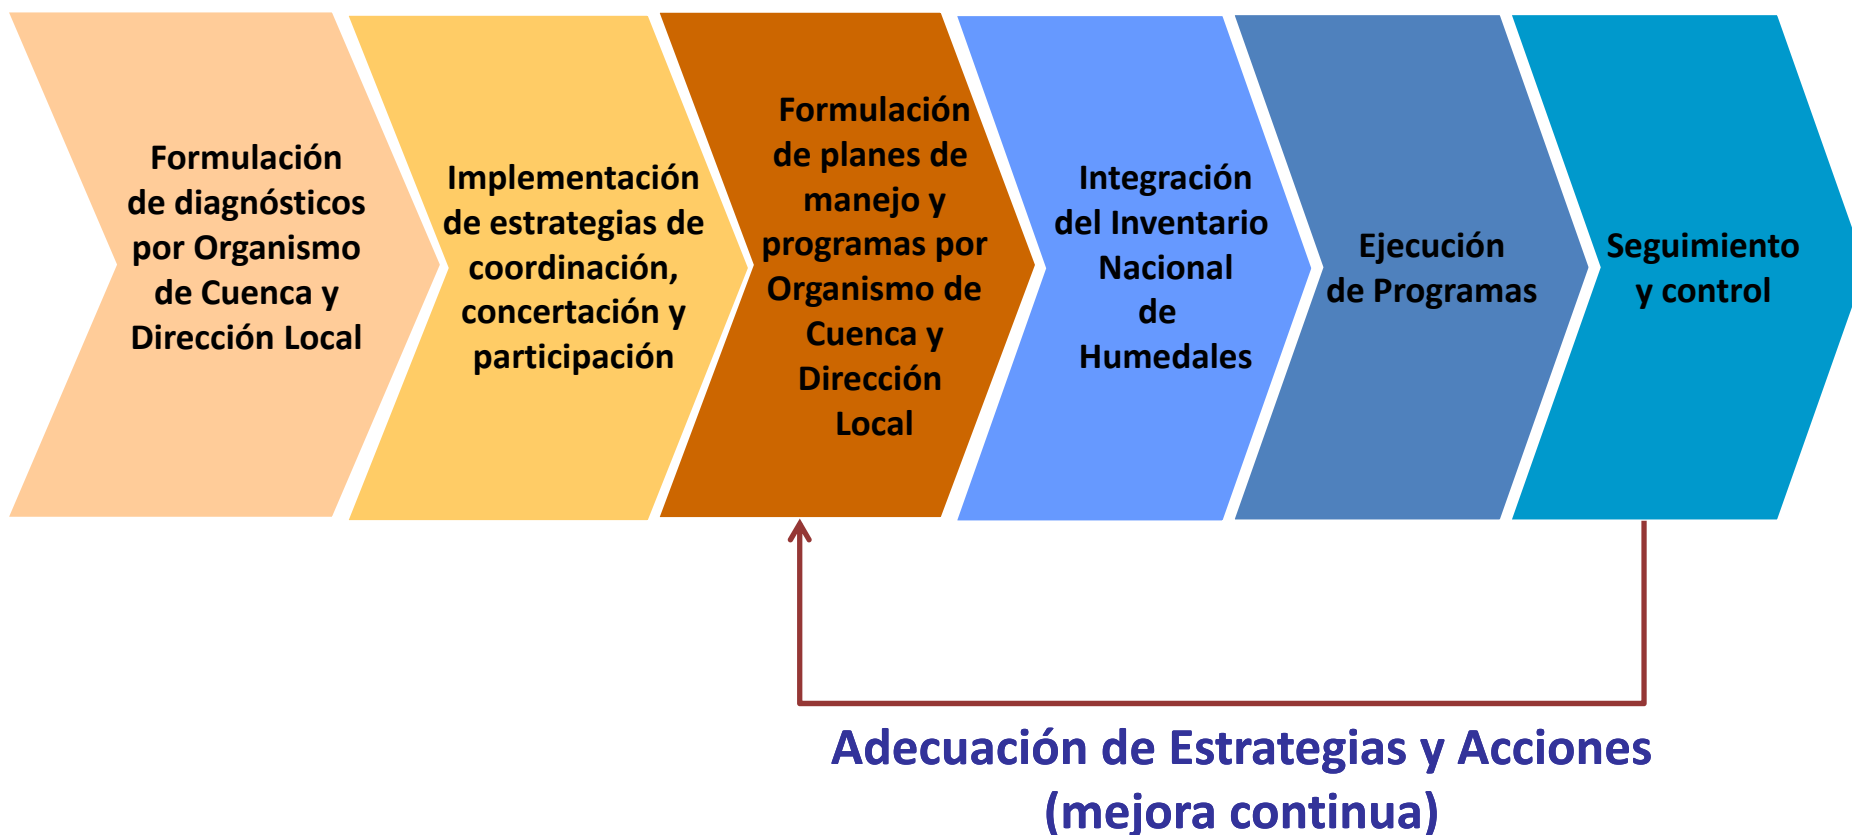 Formulación
de diagnósticos
por Organismo
de Cuenca y
Dirección Local
Implementación
de estrategias de
coordinación,
concertación y
participación
Formulación
de planes de
manejo y
programas por
Organismo de
Cuenca y
Dirección
Local
Integración
del Inventario
Nacional
de
Humedales
Ejecución
de Programas
Seguimiento
y control
Adecuación de Estrategias y Acciones
(mejora continua)